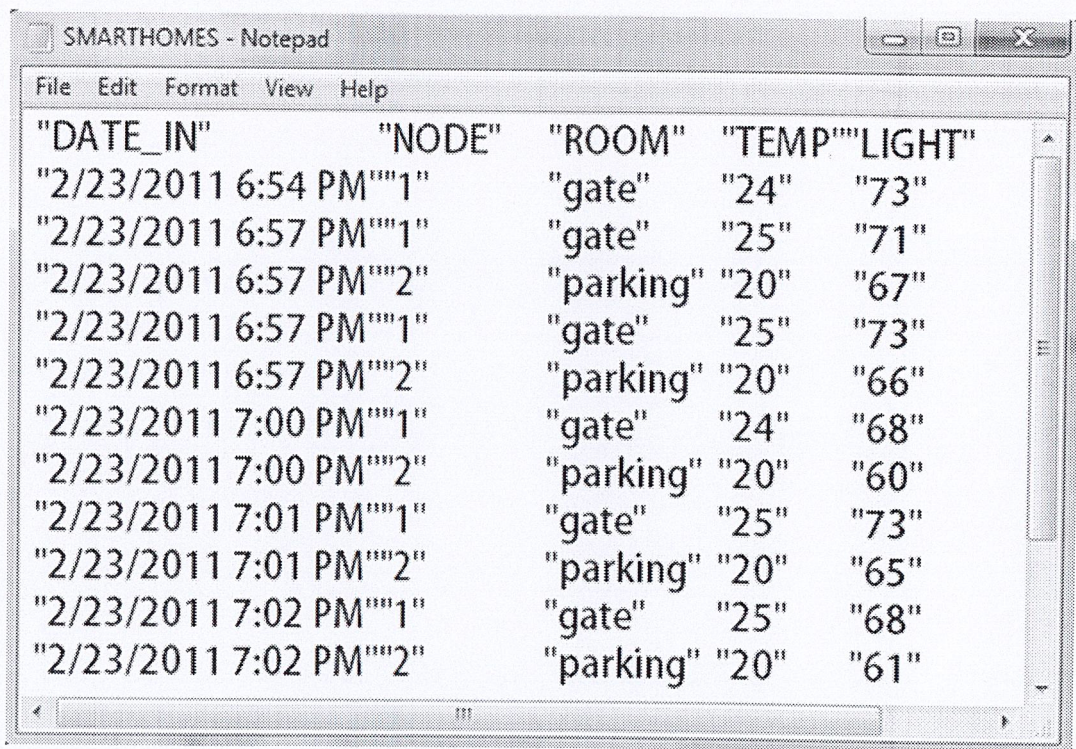 SMARTHOMES - Notepad
File Edit Format View Help
"DATE_IN" "NODE" "ROOM" "TEMP""LIGHT"
"2/23/2011 6:54 PM""1" "gate" "24" "73"
"2/23/2011 6:57 PM""1" "gate" "25" "71"
"2/23/2011 6:57 PM""2" "parking" "20" "67"
"2/23/2011 6:57 PM""1" "gate" "25" "73"
"2/23/2011 6:57 PM""2" "parking" "20" "66"
"2/23/2011 7:00 PM""1" "gate" "24" "68"
"2/23/2011 7:00 PM""2" "parking" "20" "60"
"2/23/2011 7:01 PM""1" "gate" "25" "73"
"2/23/2011 7:01 PM""2" "parking" "20" "65"
"2/23/2011 7:02 PM""1" "gate" "25" "68"
"2/23/2011 7:02 PM""2" "parking" "20" "61"